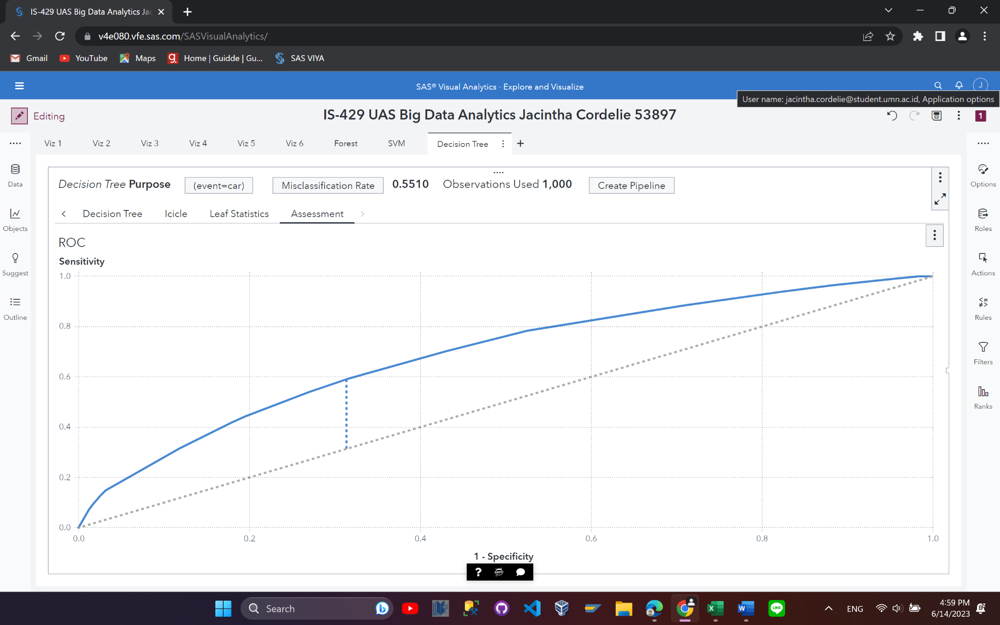 IS-429 UAS Big Data Analytics Jac
v4e080.vfe.sas.com/SASVisualAnalytics/
Gmail YouTube Maps Home | Guidde | Gu... SAS VIYA
SAS® Visual Analytics - Explore and Visualize
J
User name: jacintha.cordelie@student.umn.ac.id, Application options
Editing
IS-429 UAS Big Data Analytics Jacintha Cordelie 53897
1
Viz 1 Viz 2 Viz 3 Viz 4 Viz 5 Viz 6 Forest SVM Decision Tree
Data
Objects
Suggest
Outline
Decision Tree Purpose (event=car) Misclassification Rate 0.5510 Observations Used 1,000 Create Pipeline
Decision Tree Icicle Leaf Statistics Assessment
ROC
Sensitivity
1.0
0.8
0.6
0.4
0.2
0.0
0.0 0.2 0.4 0.6 0.8 1.0
1 - Specificity
Options
Roles
Actions
Rules
Filters
Ranks
Search
ENG
4:59 PM
6/14/2023